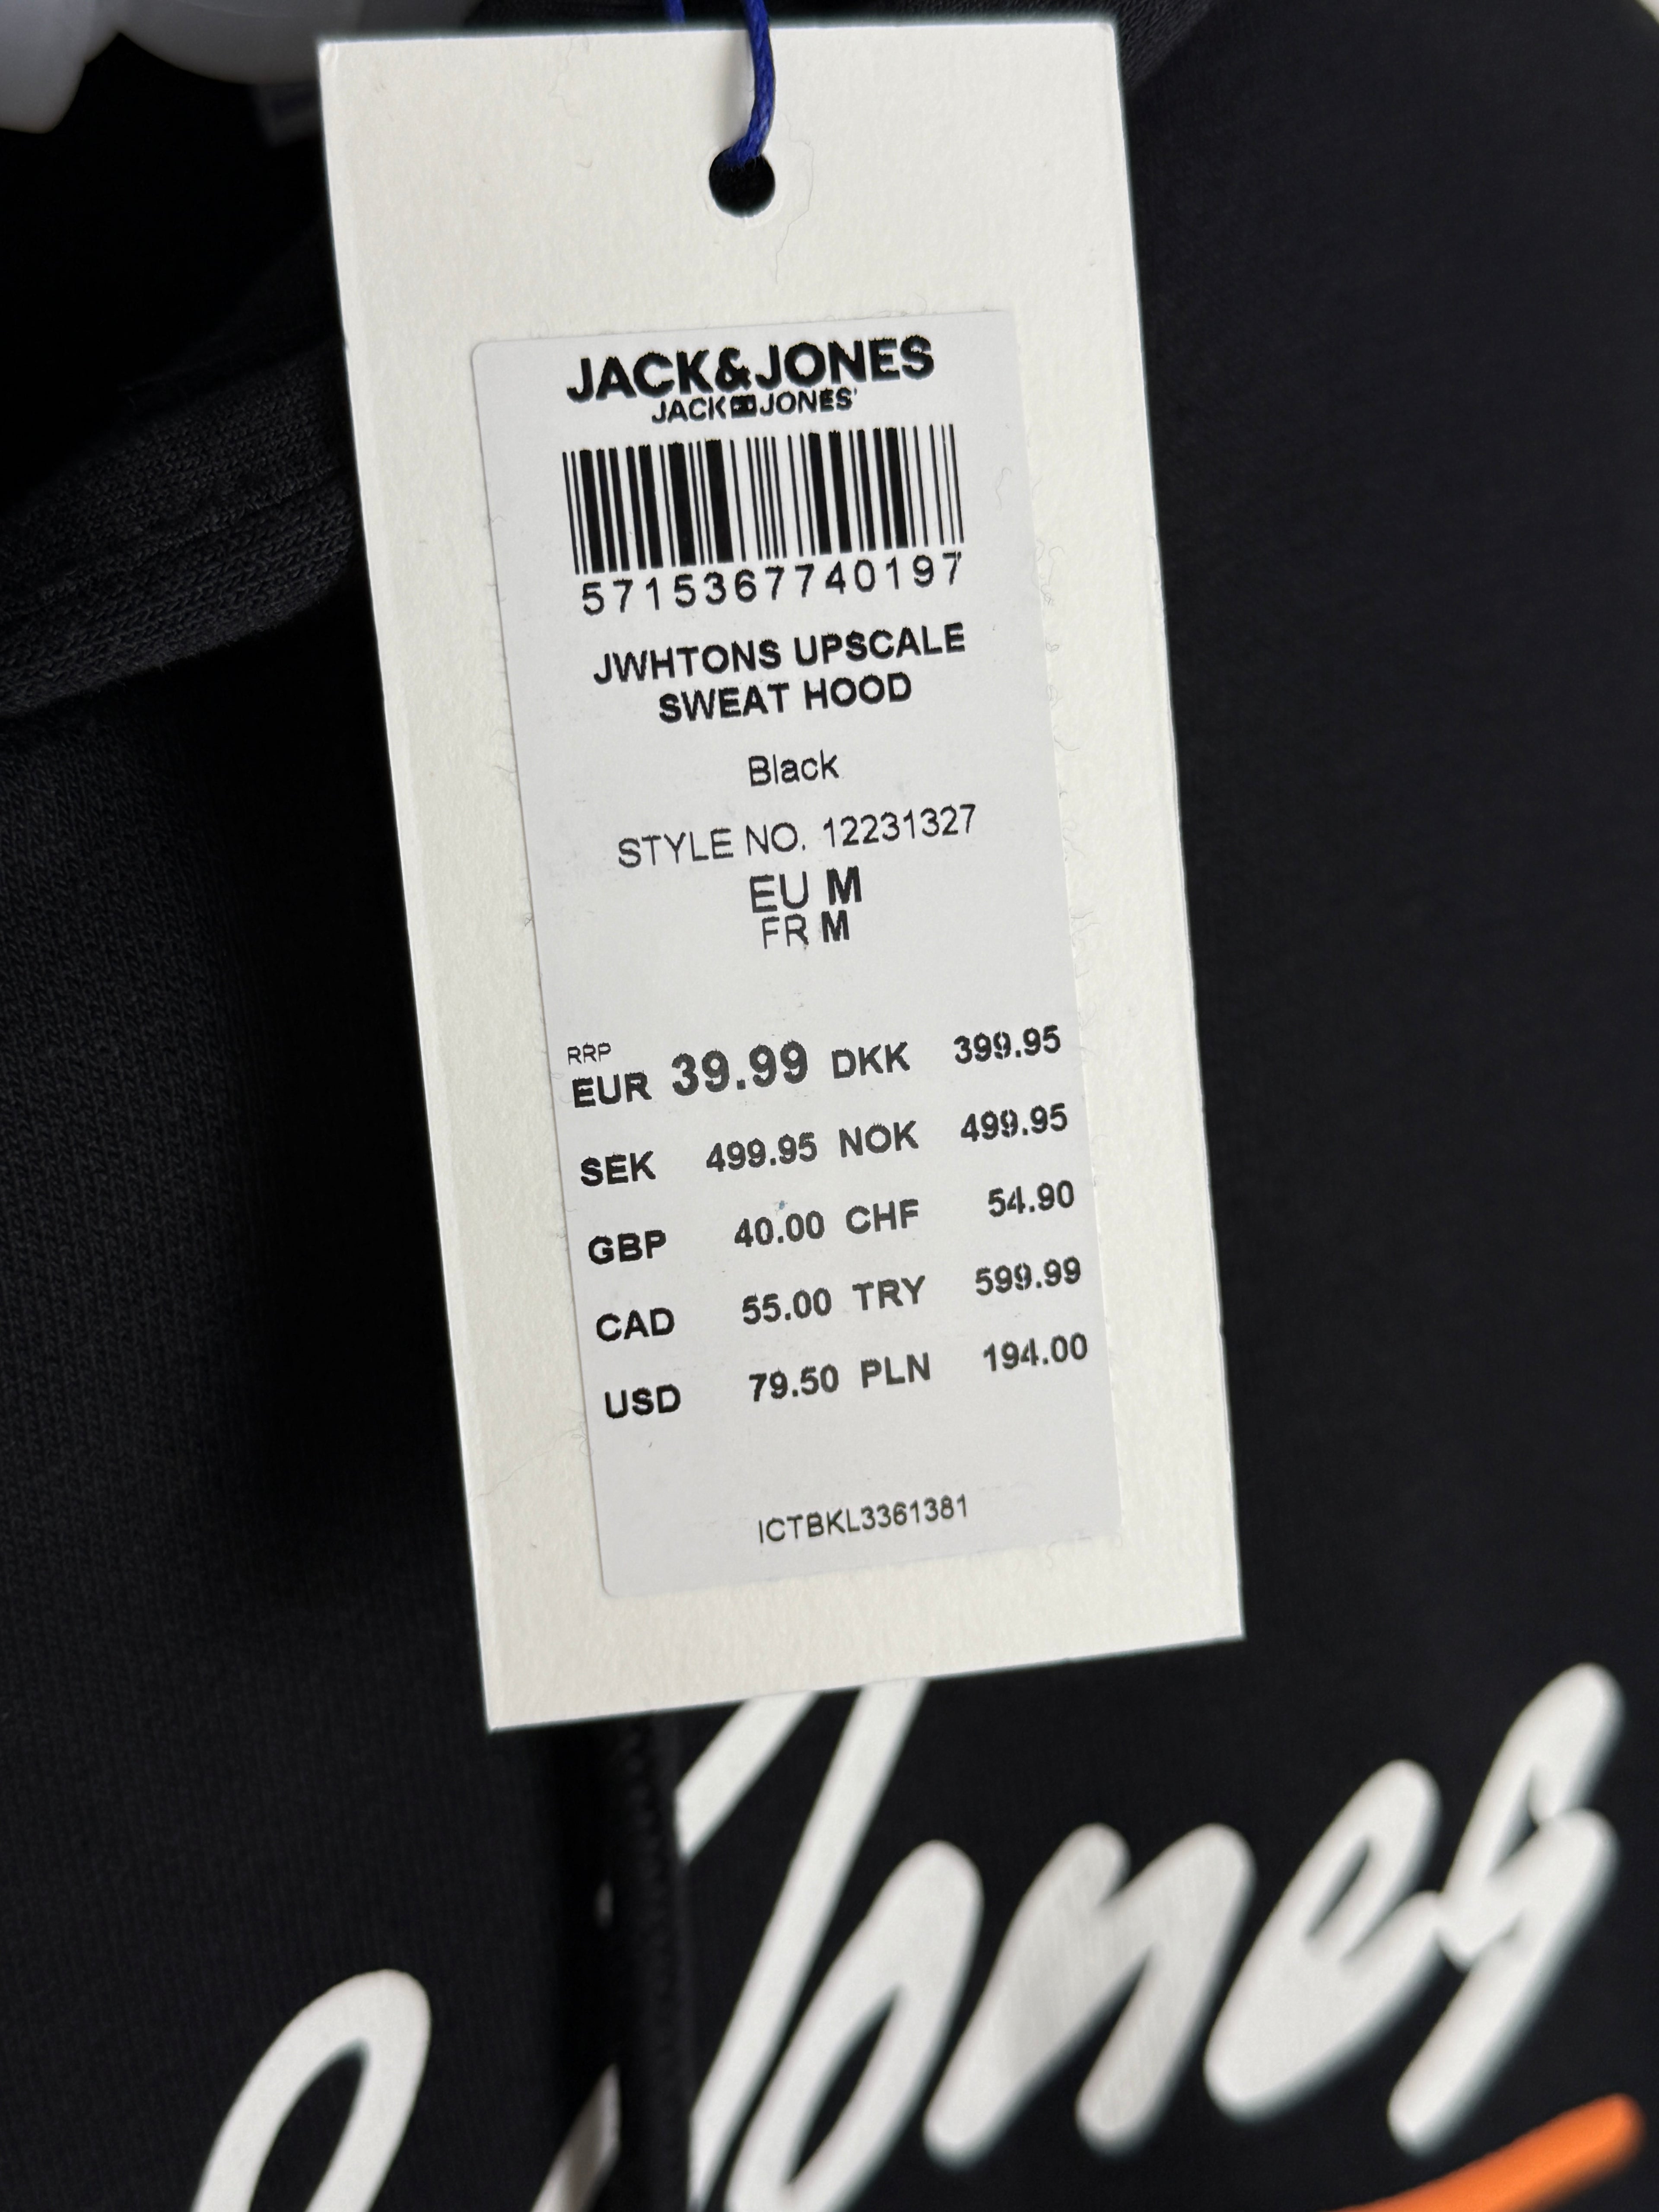 JACK&JONES
JACK JONES
5715367740197
JWHTONS UPSCALE
SWEAT HOOD
Black
STYLE NO. 12231327
EU M
FR M
RRP
EUR 39.99 DKK 399.95
SEK 499.95 NOK 499.95
GBP 40.00 CHF 54.90
CAD 55.00 TRY 599.99
USD 79.50 PLN 194.00
ICTBKL3361381
Jones